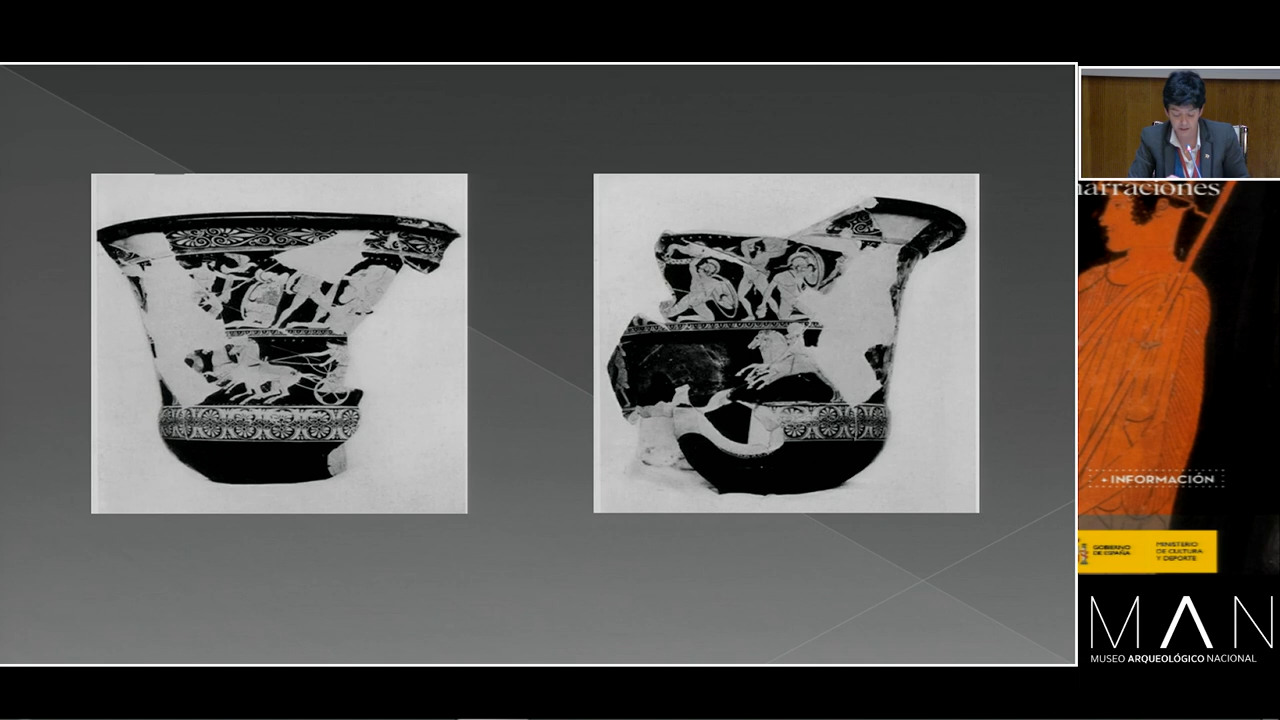 narraciones
+ INFORMACIÓN
GOBIERNO
DE ESPAÑA
MINISTERIO
DE CULTURA
Y DEPORTE
MAN
MUSEO ARQUEOLÓGICO NACIONAL